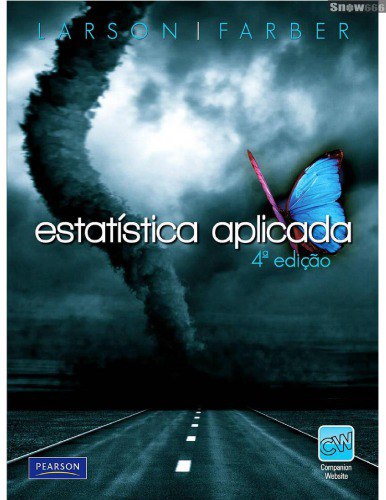 Snow666
LARSON | FARBER
estatística aplicada
4ª edição
PEARSON
CW
Companion
Website